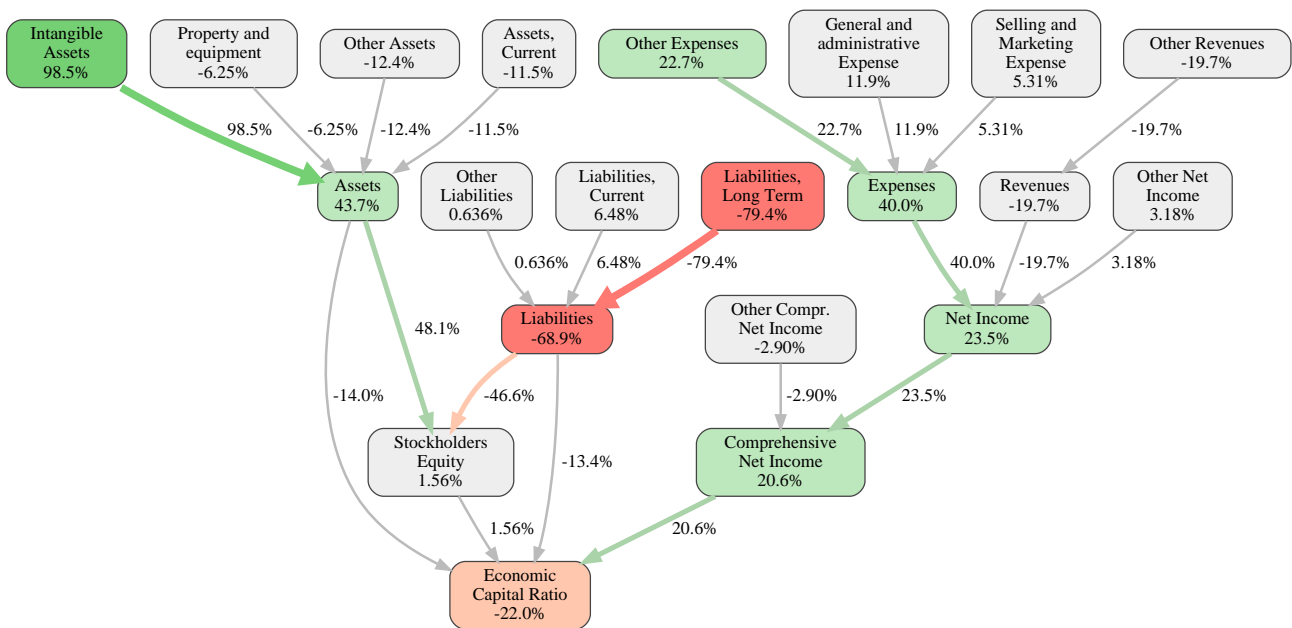 Intangible
Assets
98.5%
Property and
equipment
-6.25%
Other Assets
-12.4%
Assets,
Current
-11.5%
Other Expenses
22.7%
General and
administrative
Expense
11.9%
Selling and
Marketing
Expense
5.31%
Other Revenues
-19.7%
98.5%
-6.25%
-12.4%
-11.5%
22.7%
11.9%
5.31%
-19.7%
Assets
43.7%
Other
Liabilities
0.636%
Liabilities,
Current
6.48%
Liabilities,
Long Term
-79.4%
Expenses
40.0%
Revenues
-19.7%
Other Net
Income
3.18%
0.636%
6.48%
-79.4%
40.0%
-19.7%
3.18%
48.1%
Liabilities
-68.9%
Other Compr.
Net Income
-2.90%
Net Income
23.5%
-14.0%
-46.6%
-2.90%
23.5%
Stockholders
Equity
1.56%
-13.4%
Comprehensive
Net Income
20.6%
1.56%
20.6%
Economic
Capital Ratio
-22.0%